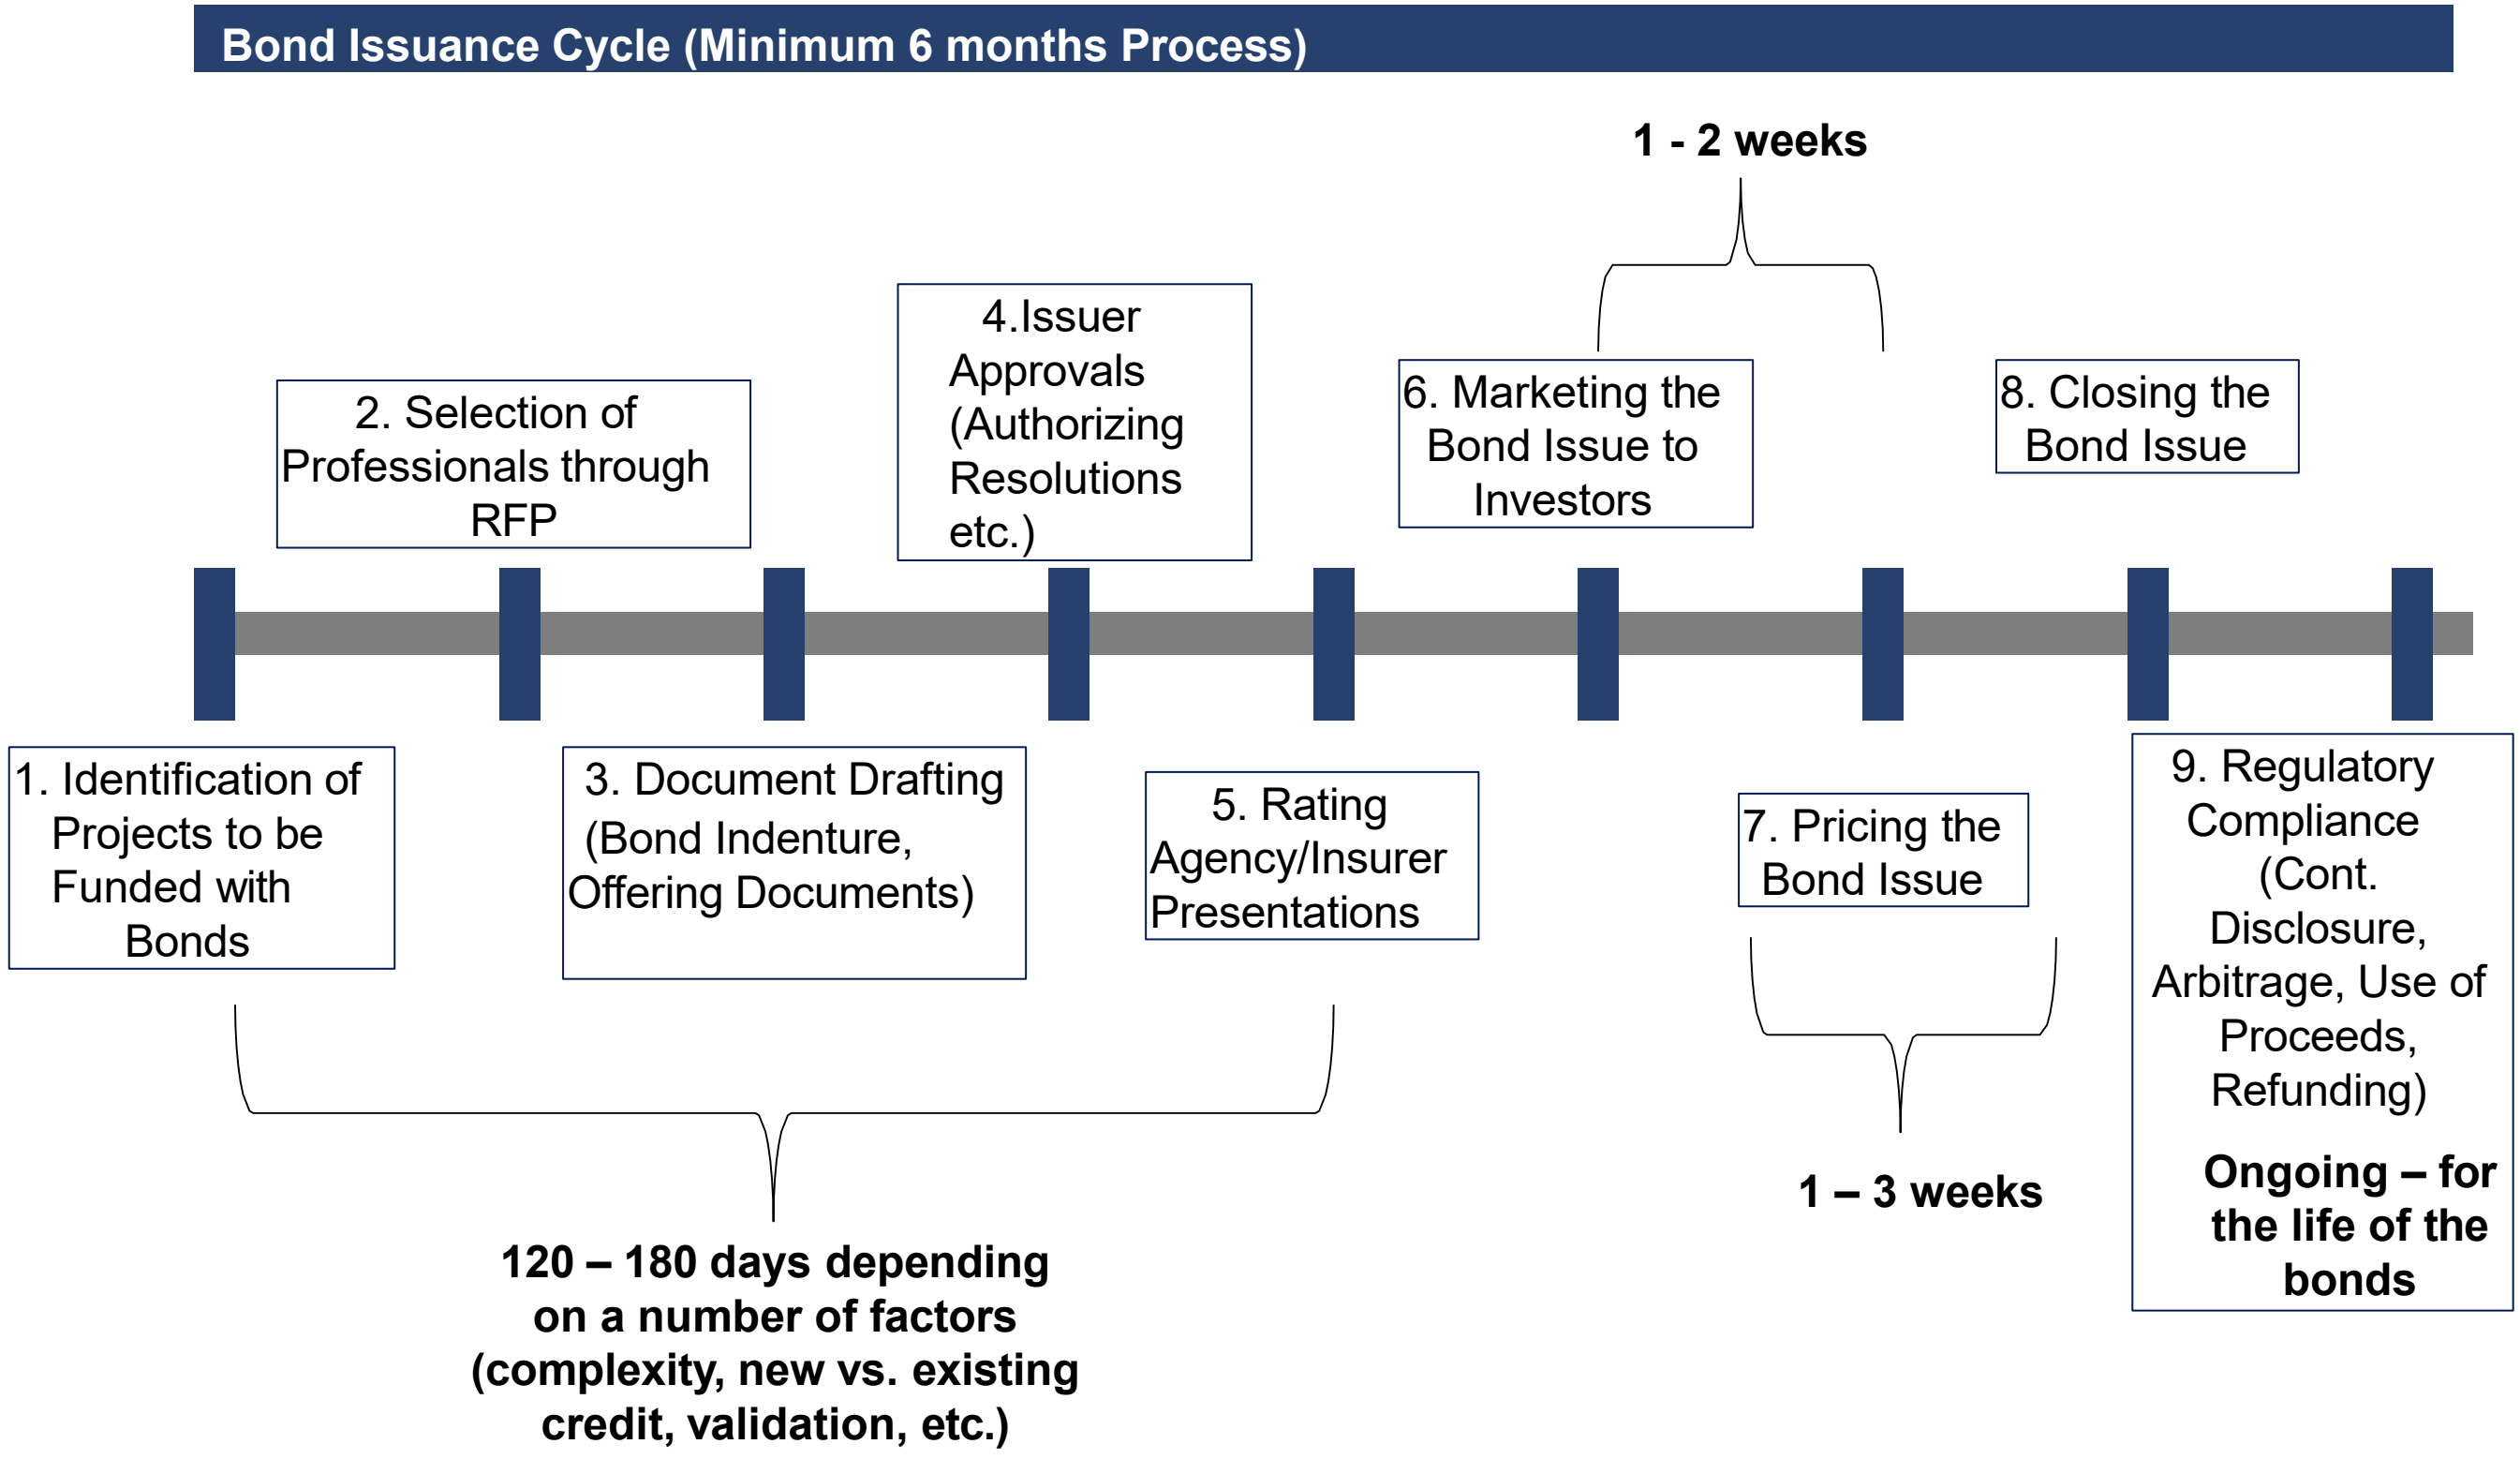 Bond Issuance Cycle (Minimum 6 months Process)
1 - 2 weeks
1. Identification of
Projects to be
Funded with
Bonds
2. Selection of
Professionals through
RFP
3. Document Drafting
(Bond Indenture,
Offering Documents)
4.Issuer
Approvals
(Authorizing
Resolutions
etc.)
5. Rating
Agency/Insurer
Presentations
6. Marketing the
Bond Issue to
Investors
7. Pricing the
Bond Issue
8. Closing the
Bond Issue
9. Regulatory
Compliance
(Cont.
Disclosure,
Arbitrage, Use of
Proceeds,
Refunding)
Ongoing – for
the life of the
bonds
1 – 3 weeks
120 – 180 days depending
on a number of factors
(complexity, new vs. existing
credit, validation, etc.)